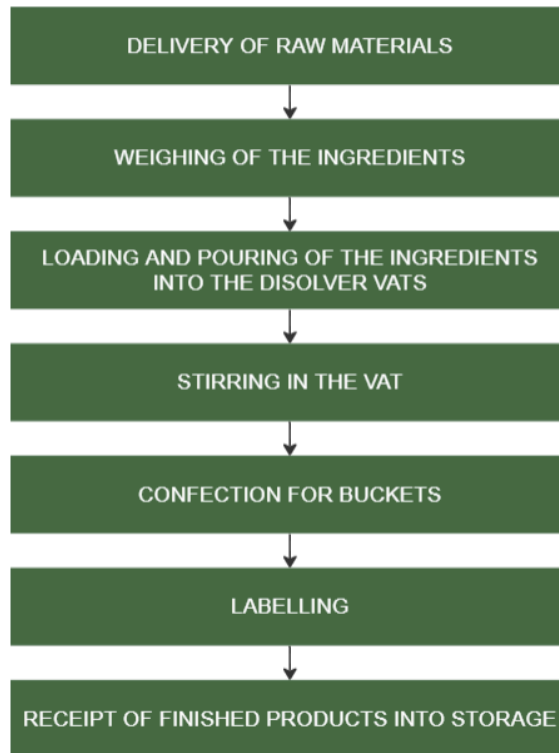 DELIVERY OF RAW MATERIALS
WEIGHING OF THE INGREDIENTS
LOADING AND POURING OF THE INGREDIENTS
INTO THE DISOLVER VATS
STIRRING IN THE VAT
CONFECTION FOR BUCKETS
LABELLING
RECEIPT OF FINISHED PRODUCTS INTO STORAGE